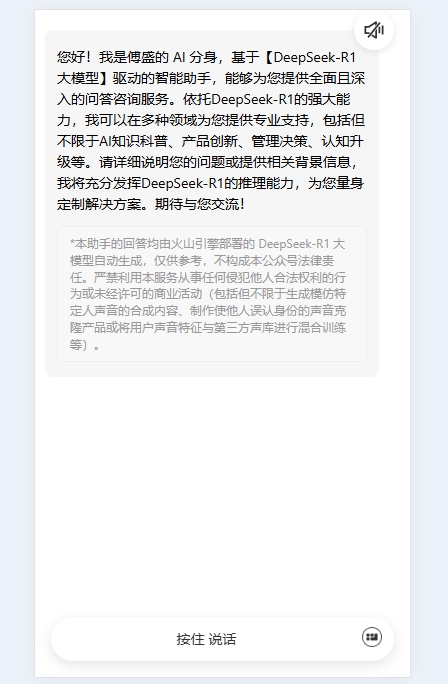 您好！我是傅盛的 AI 分身，基于【DeepSeek-R1
大模型】驱动的智能助手，能够为您提供全面且深
入的问答咨询服务。依托DeepSeek-R1的强大能
力，我可以在多种领域为您提供专业支持，包括但
不限于AI知识科普、产品创新、管理决策、认知升
级等。请详细说明您的问题或提供相关背景信息，
我将充分发挥DeepSeek-R1的推理能力，为您量身
定制解决方案。期待与您交流！
*本助手的回答均由火山引擎部署的 DeepSeek-R1 大
模型自动生成，仅供参考，不构成本公众号法律责
任。严禁利用本服务从事任何侵犯他人合法权利的行
为或未经许可的商业活动（包括但不限于生成模仿特
定人声音的合成内容、制作使他人误认身份的声音克
隆产品或将用户声音特征与第三方声库进行混合训练
等）。
按住 说话